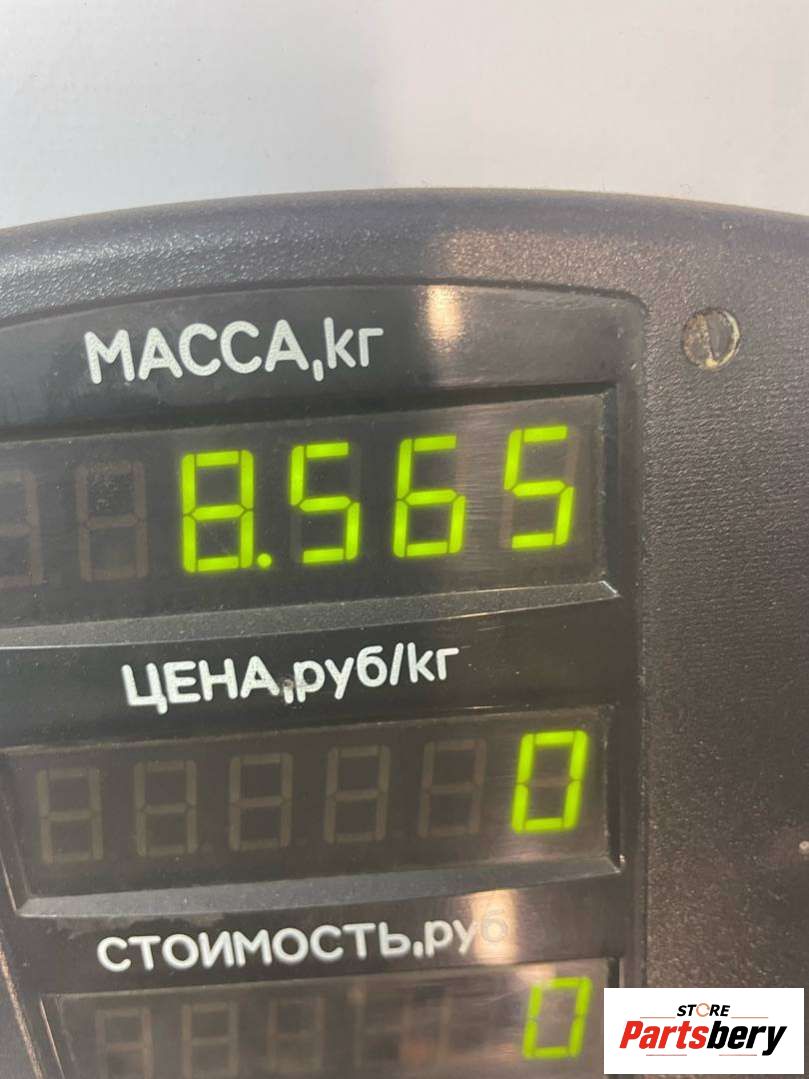 МАССА,кг
8.565
ЦЕНА,руб/кг
0
СТОИМОСТЬ,руб
0
STORE
Partsbery